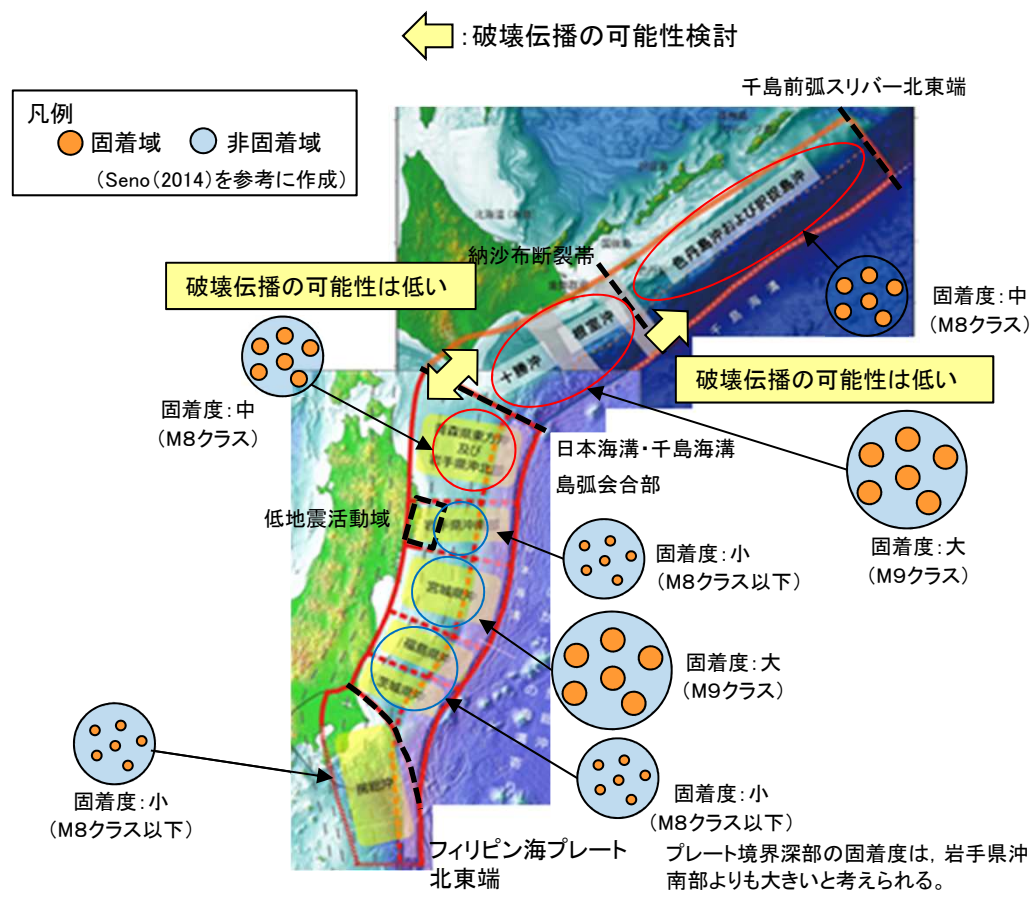 ：破壊伝播の可能性検討
千島前弧スリバー北東端
凡例
固着域
非固着域
（Seno（2014）を参考に作成）
色丹島沖および択捉島沖
納沙布断裂帯
千島海溝
固着度：中
（M8クラス）
破壊伝播の可能性は低い
根室沖
十勝沖
破壊伝播の可能性は低い
固着度：中
（M8クラス）
青森県東方沖
及び
岩手県沖北部
日本海溝・千島海溝
島弧会合部
固着度：大
（M9クラス）
低地震活動域
岩手県沖南部
固着度：小
（M8クラス以下）
宮城県沖
固着度：大
（M9クラス）
福島県沖
茨城県沖
固着度：小
（M8クラス以下）
房総沖
固着度：小
（M8クラス以下）
プレート境界深部の固着度は，岩手県沖
南部よりも大きいと考えられる。
フィリピン海プレート
北東端